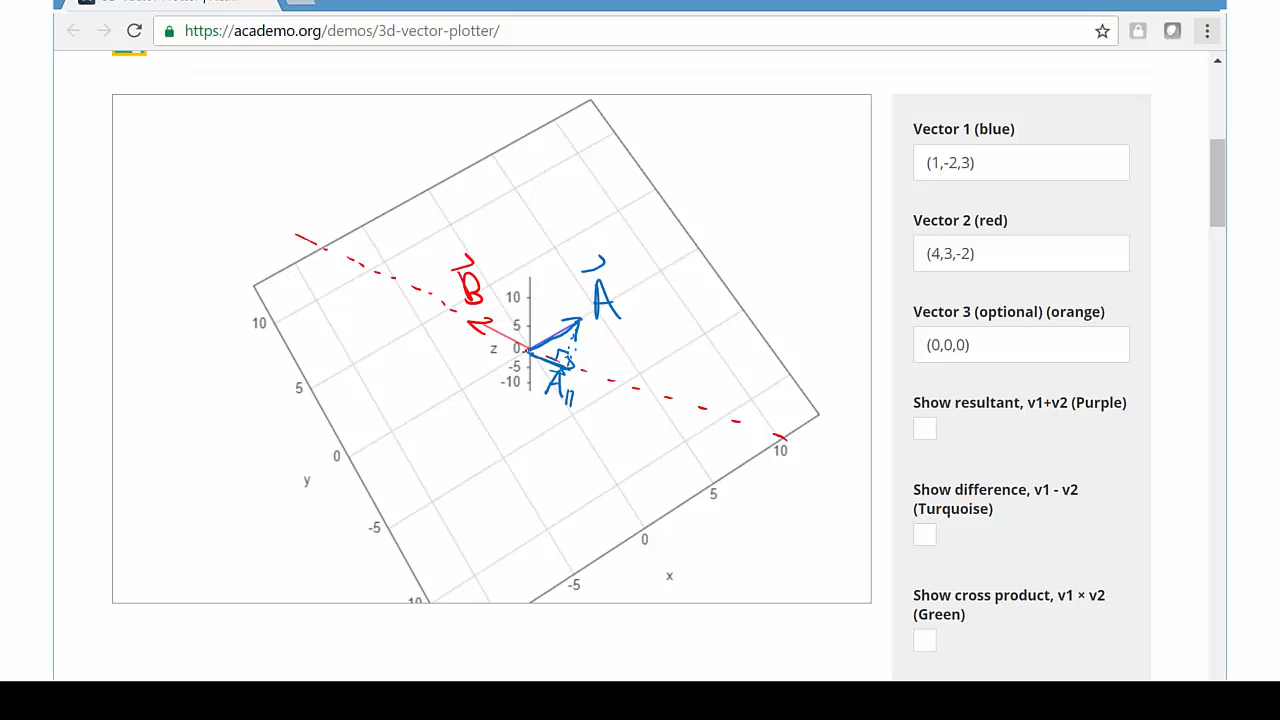 https://academo.org/demos/3d-vector-plotter/
Vector 1 (blue)
(1,-2,3)
Vector 2 (red)
(4,3,-2)
Vector 3 (optional) (orange)
(0,0,0)
Show resultant, v1+v2 (Purple)
Show difference, v1 - v2
(Turquoise)
Show cross product, v1 × v2
(Green)
B
A
A||
10
5
z
0
-5
-10
10
5
0
y
-5
10
5
0
x
-5